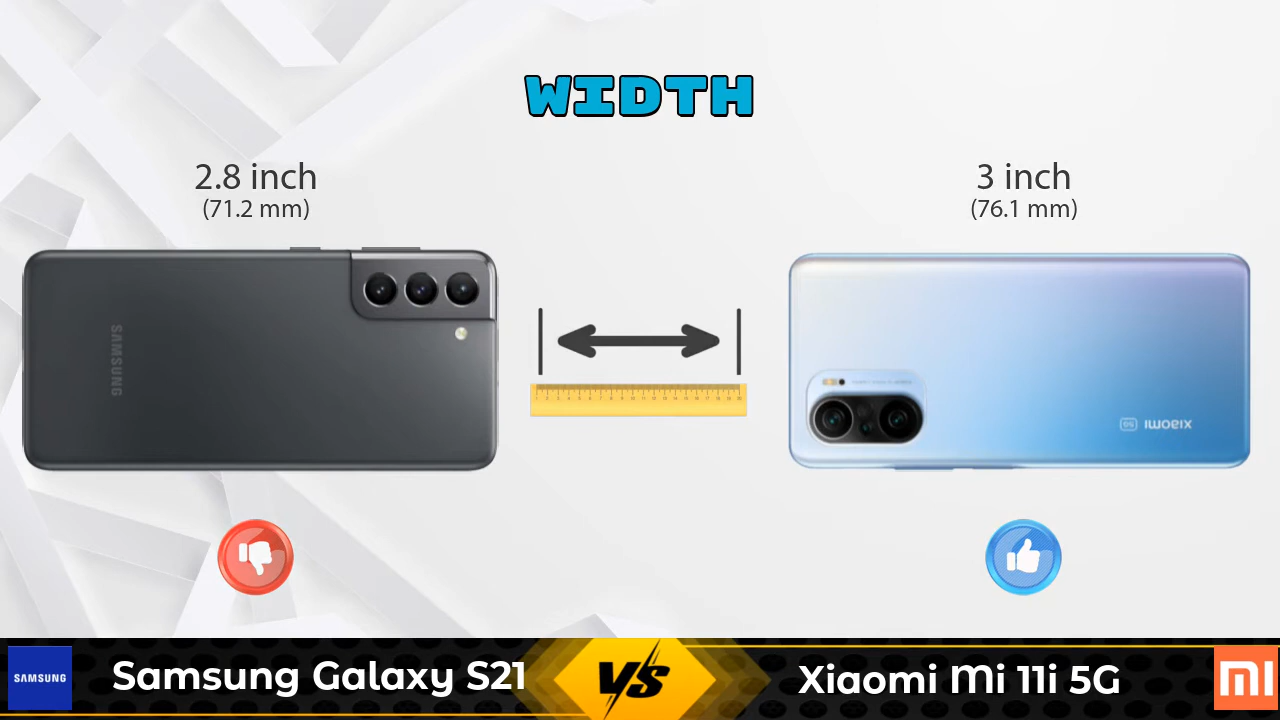 WIDTH
2.8 inch
(71.2 mm)
3 inch
(76.1 mm)
SAMSUNG
XIAOMI 5G
SAMSUNG
Samsung Galaxy S21
VS
Xiaomi Mi 11i 5G
MI